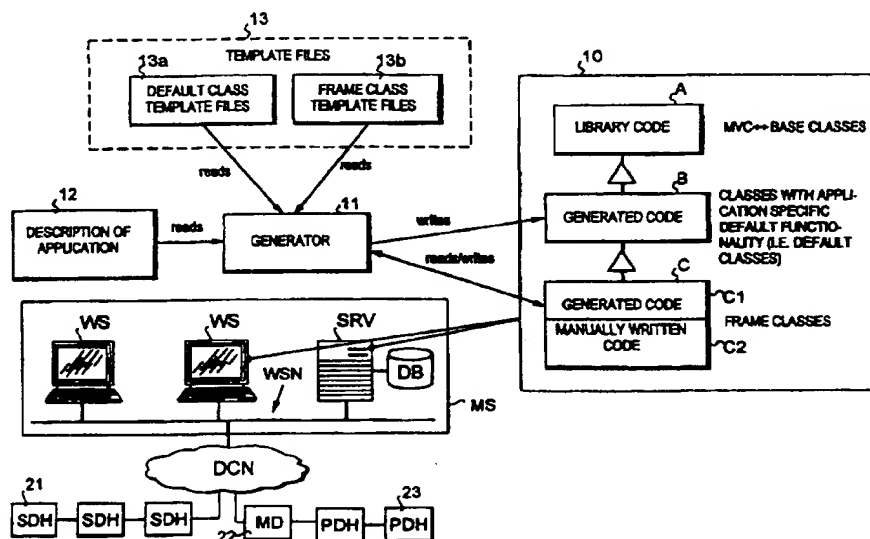 13
TEMPLATE FILES
13a
DEFAULT CLASS
TEMPLATE FILES
13b
FRAME CLASS
TEMPLATE FILES
reads
reads
12
DESCRIPTION OF
APPLICATION
reads
11
GENERATOR
writes
reads/writes
10
A
LIBRARY CODE
MVC++ BASE CLASSES
B
GENERATED CODE
CLASSES WITH APPLI-
CATION SPECIFIC
DEFAULT FUNCTIO-
NALITY (I.E. DEFAULT
CLASSES)
C
GENERATED CODE
C1
FRAME CLASSES
MANUALLY WRITTEN
CODE
C2
WS
WS
SRV
DB
WSN
MS
DCN
21
SDH
SDH
SDH
22
MD
PDH
23
PDH